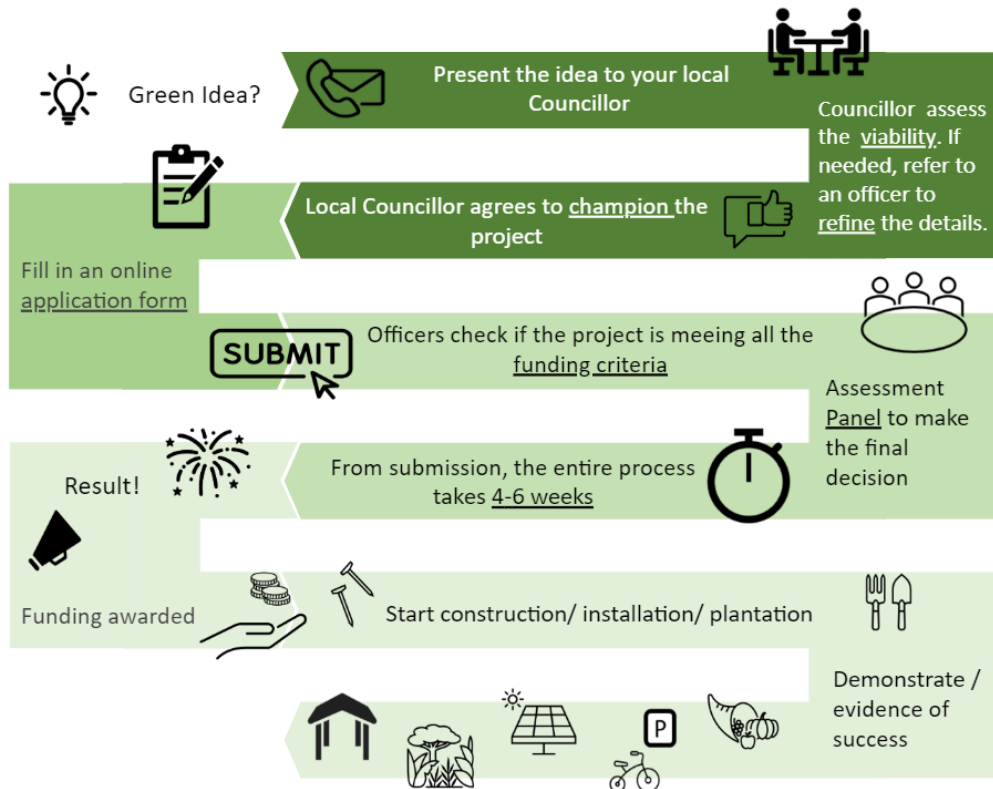 Green Idea?
Present the idea to your local
Councillor
Councillor assess
the viability. If
needed, refer to
an officer to
refine the details.
Local Councillor agrees to champion the
project
Fill in an online
application form
SUBMIT
Officers check if the project is meeing all the
funding criteria
Assessment
Panel to make
the final
decision
From submission, the entire process
takes 4-6 weeks
Result!
Funding awarded
Start construction/ installation/ plantation
Demonstrate /
evidence of
success
P